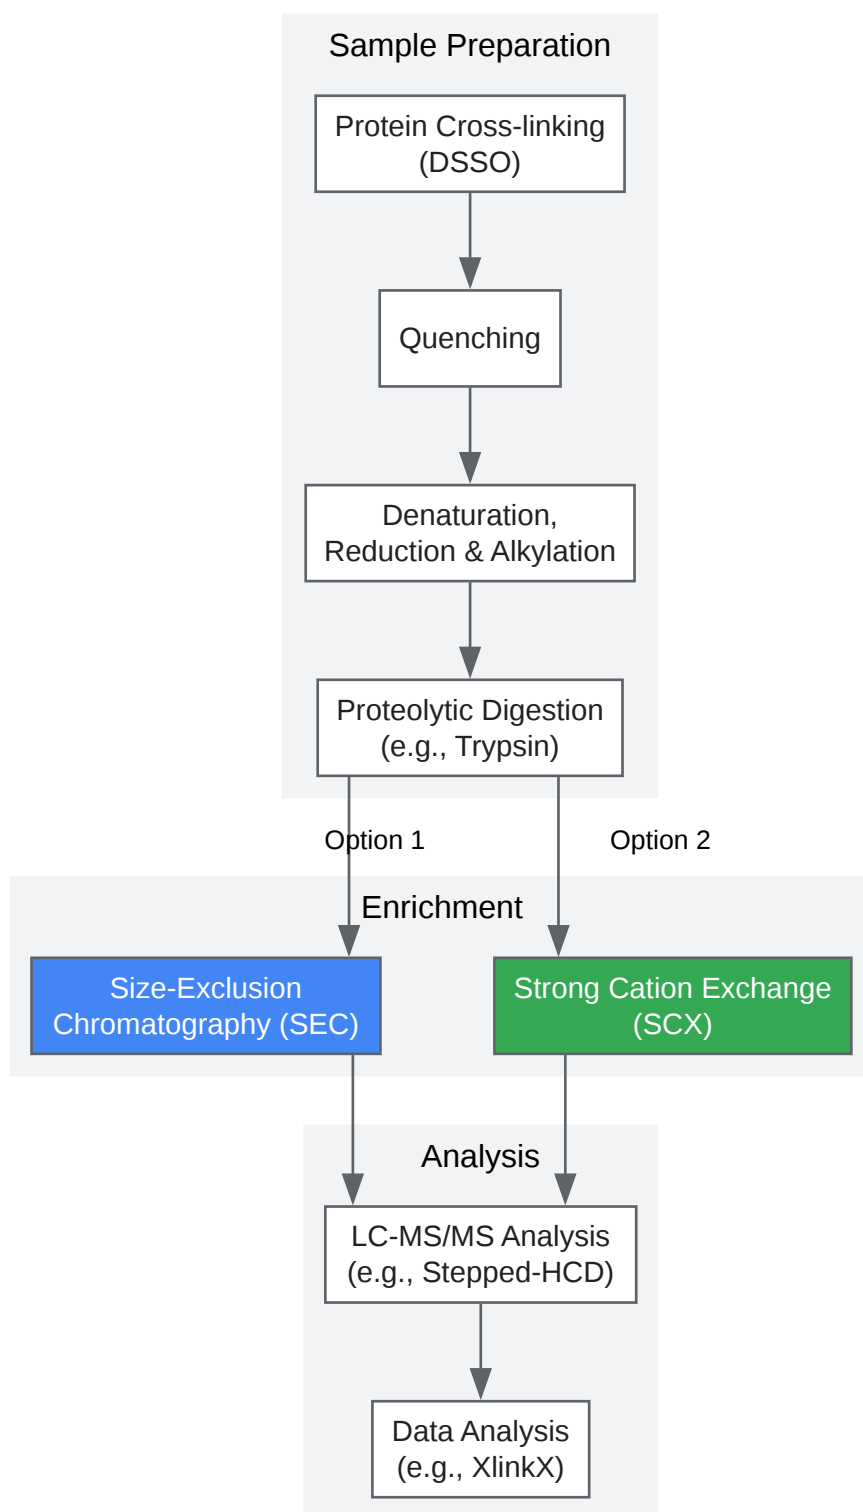 Sample Preparation
Protein Cross-linking
(DSSO)
Quenching
Denaturation,
Reduction & Alkylation
Proteolytic Digestion
(e.g., Trypsin)
Option 1
Option 2
Enrichment
Size-Exclusion
Chromatography (SEC)
Strong Cation Exchange
(SCX)
Analysis
LC-MS/MS Analysis
(e.g., Stepped-HCD)
Data Analysis
(e.g., XlinkX)